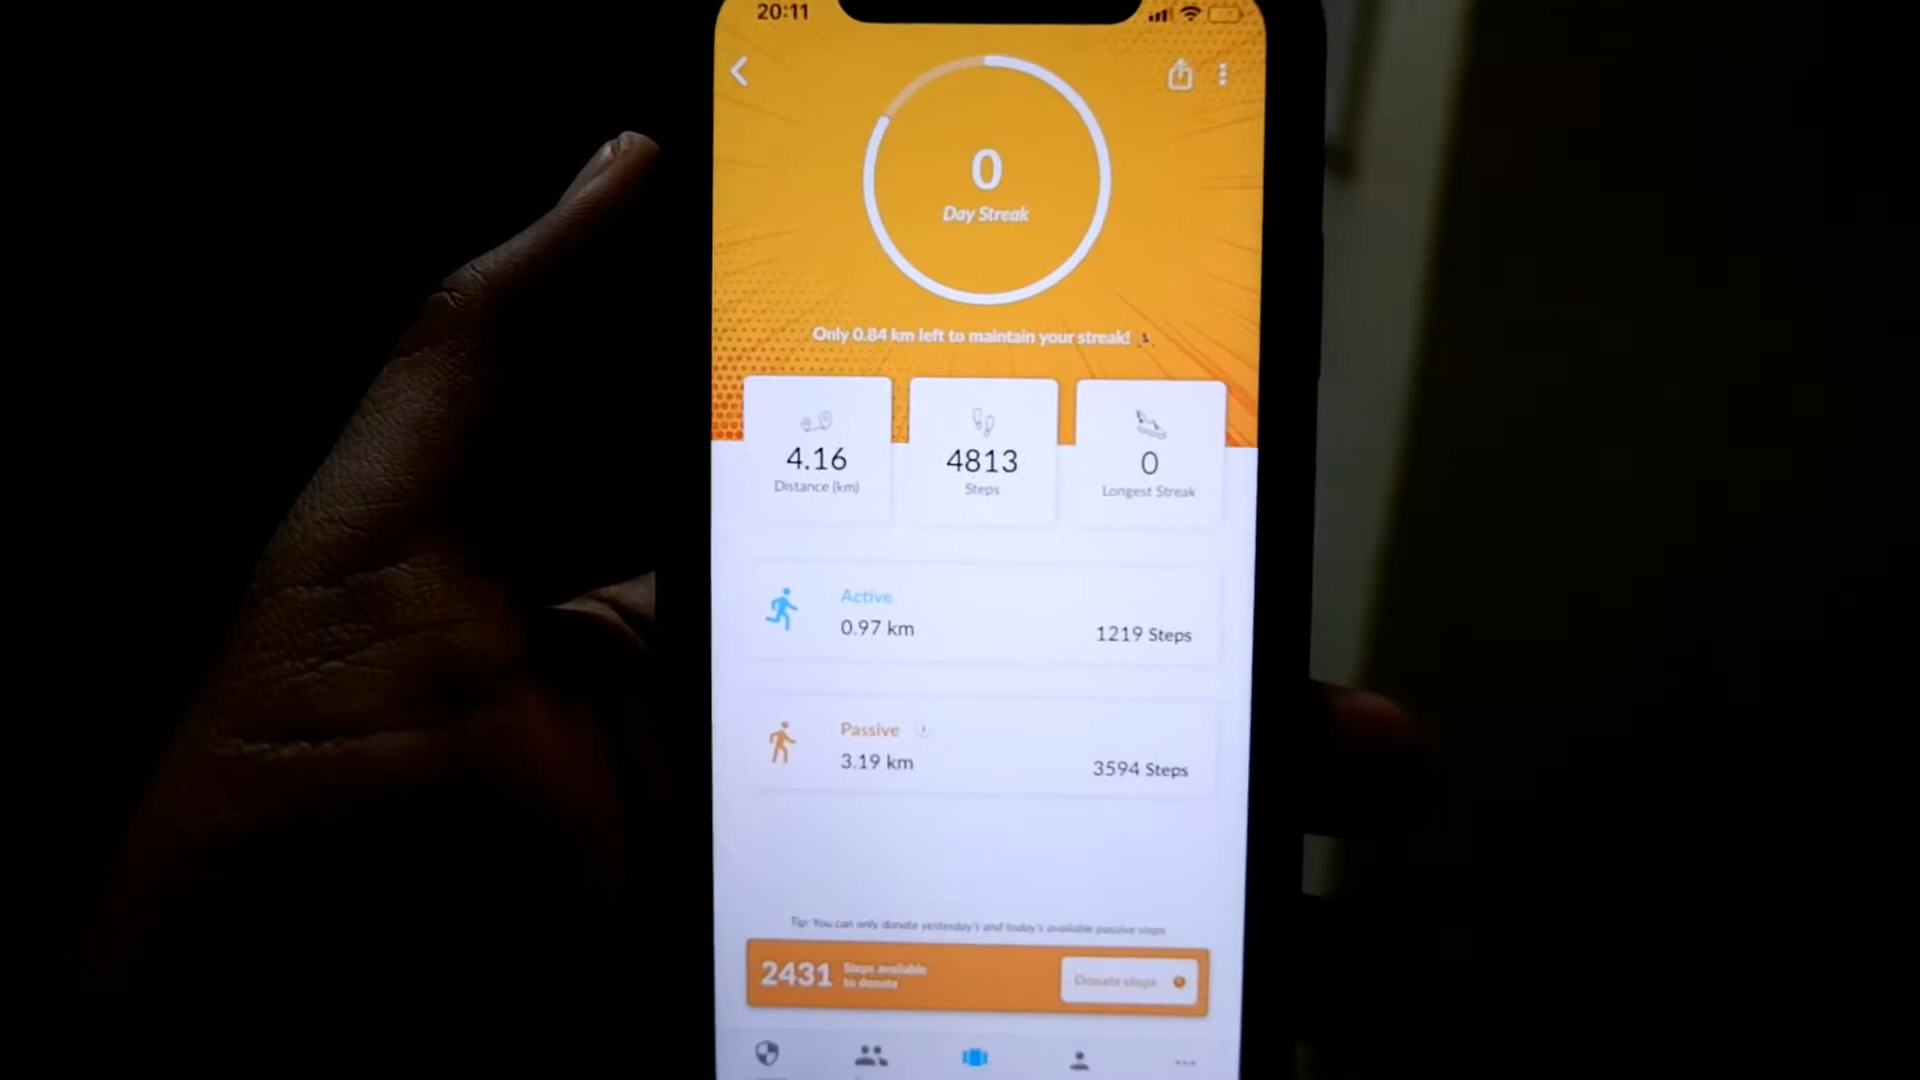 20:11
0
Day Streak
Only 0.84 km left to maintain your streak!
4.16
Distance (km)
4813
Steps
0
Longest Streak
Active
0.97 km
1219 Steps
Passive
3.19 km
3594 Steps
Tip: You can only donate yesterday's and today's available passive steps
2431
Steps available
to donate
Donate steps